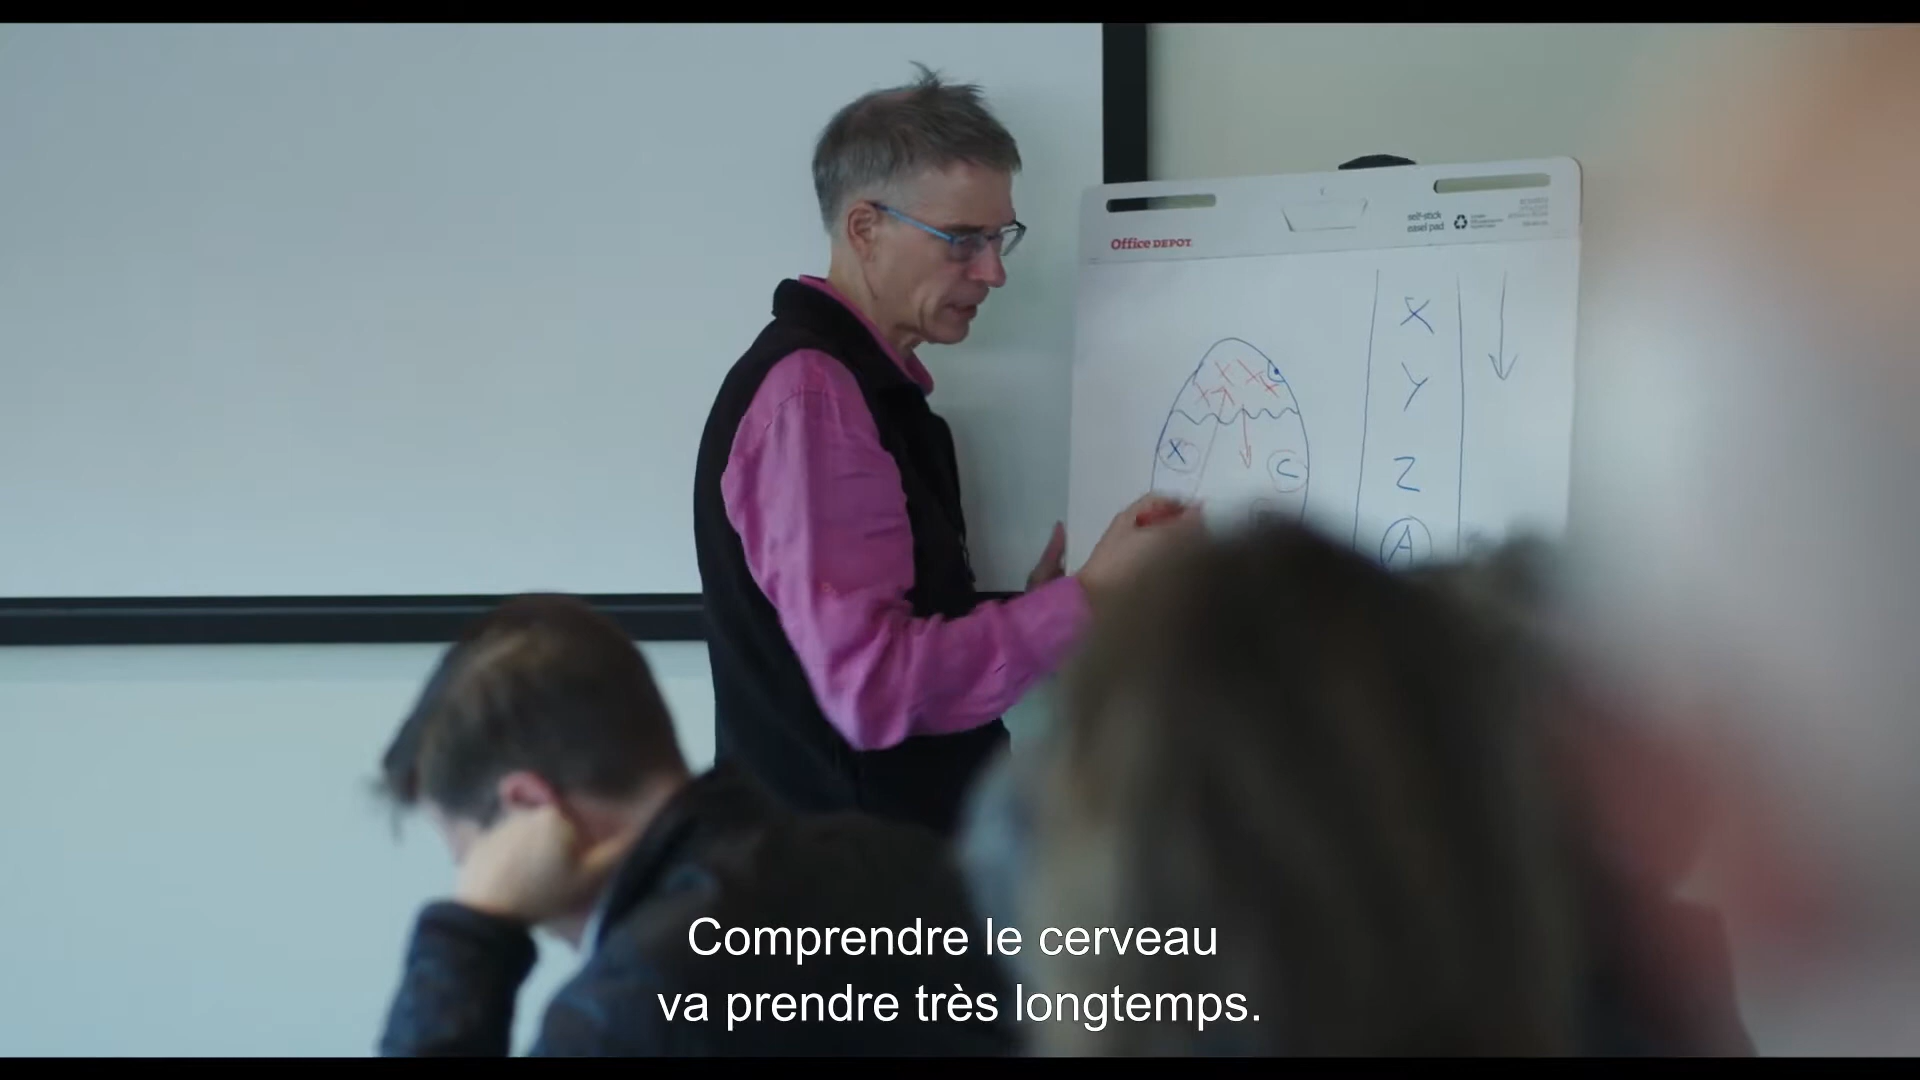 Office DEPOT
self-stick
easel pad
X
Y
Z
A
X X X X
X C
Comprendre le cerveau
va prendre très longtemps.